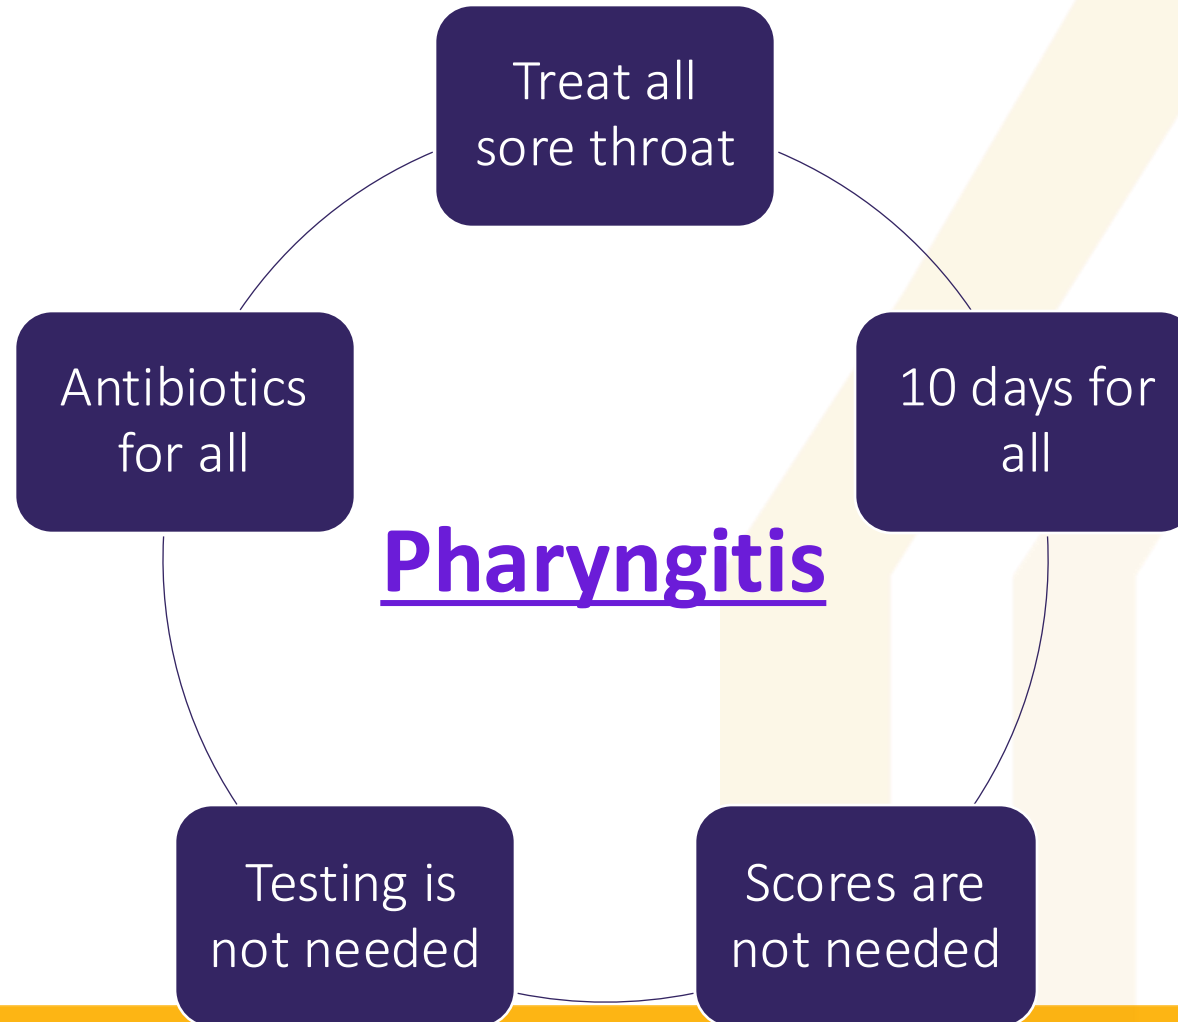 Treat all
sore throat
10 days for
all
Scores are
not needed
Testing is
not needed
Antibiotics
for all
Pharyngitis